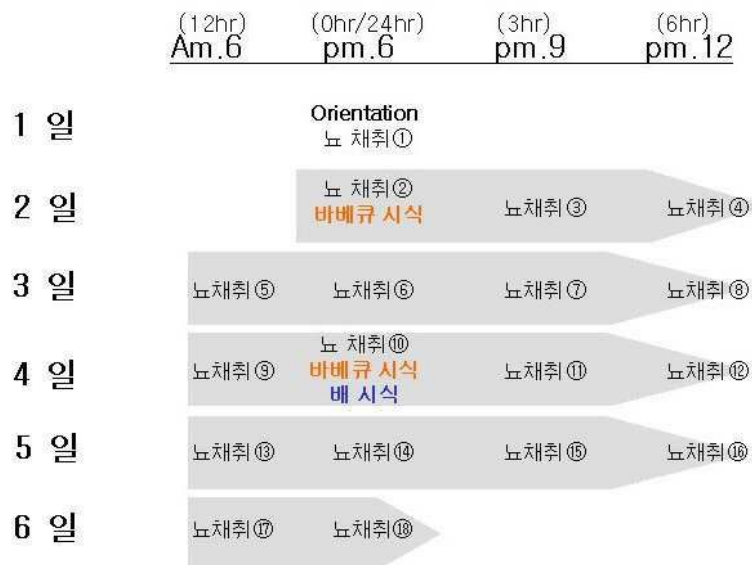 (12hr) (0hr/24hr) (3hr) (6hr)
Am.6 pm.6 pm.9 pm.12
1 일 Orientation
뇨 채취①
2 일 뇨 채취② 뇨채취③ 뇨채취④
바베큐 시식
3 일 뇨채취⑤ 뇨채취⑥ 뇨채취⑦ 뇨채취⑧
4 일 뇨채취⑨ 뇨 채취⑩ 뇨채취⑪ 뇨채취⑫
바베큐 시식
배 시식
5 일 뇨채취⑬ 뇨채취⑭ 뇨채취⑮ 뇨채취⑯
6 일 뇨채취⑰ 뇨채취⑱